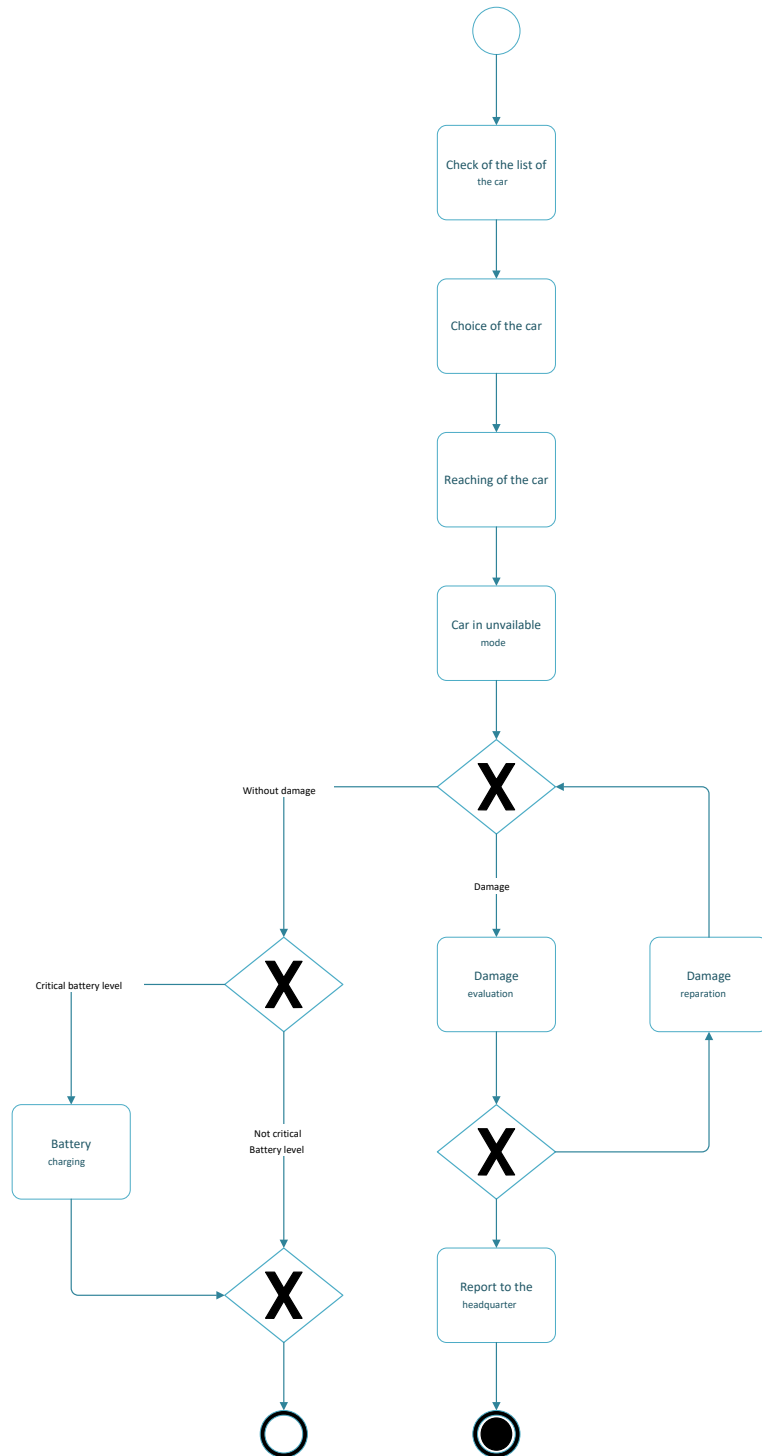 Check of the list of
the car
Choice of the car
Reaching of the car
Car in unvailable
mode
X
Without damage
Damage
X
Critical battery level
Damage
evaluation
Damage
reparation
Battery
charging
Not critical
Battery level
X
X
Report to the
headquarter